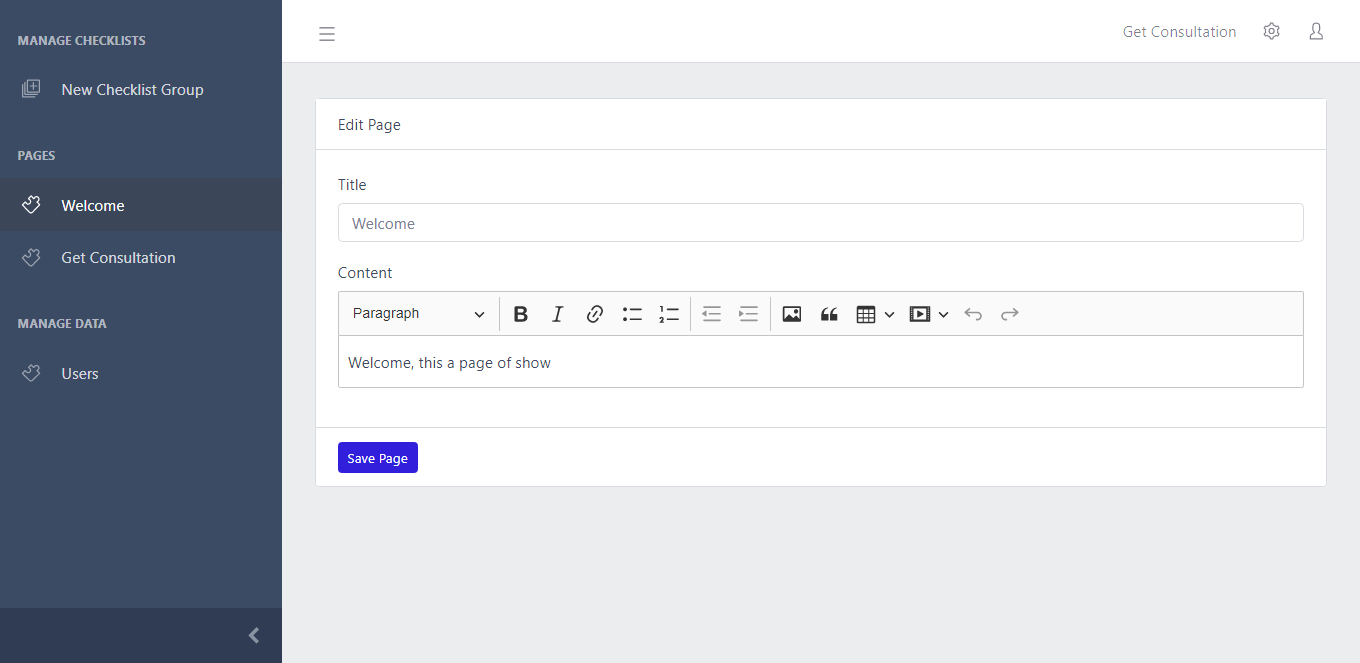 MANAGE CHECKLISTS
New Checklist Group
PAGES
Welcome
Get Consultation
MANAGE DATA
Users
Get Consultation
Edit Page
Title
Welcome
Content
Paragraph
Welcome, this a page of show
Save Page